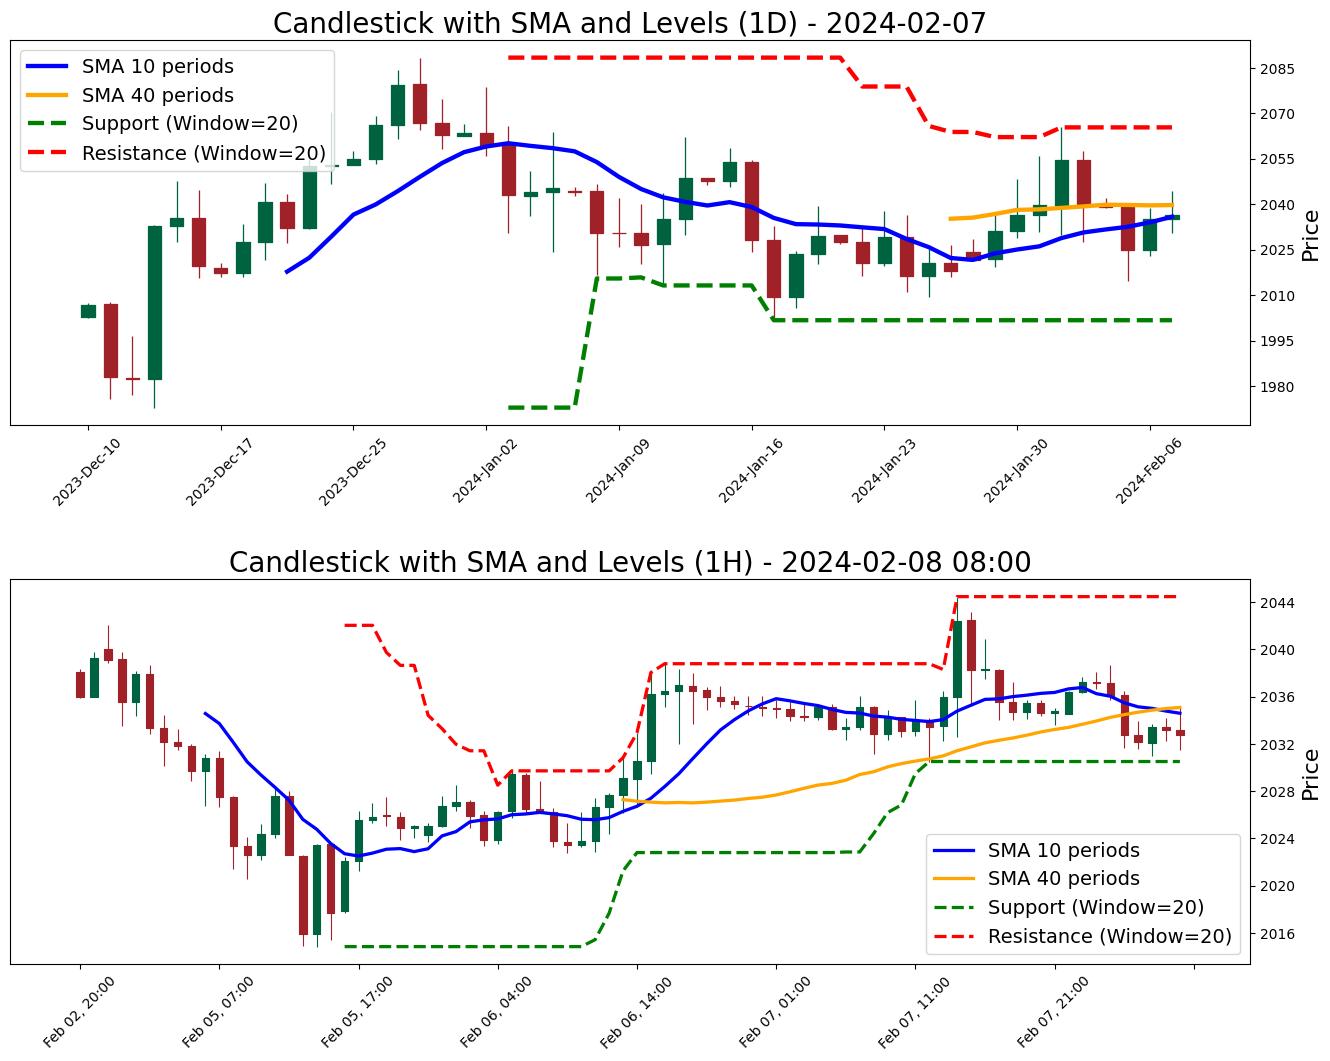 Candlestick with SMA and Levels (1D) - 2024-02-07
SMA 10 periods
SMA 40 periods
Support (Window=20)
Resistance (Window=20)
2085
2070
2055
2040
2025
2010
1995
1980
Price
2023-Dec-10
2023-Dec-17
2023-Dec-25
2024-Jan-02
2024-Jan-09
2024-Jan-16
2024-Jan-23
2024-Jan-30
2024-Feb-06
Candlestick with SMA and Levels (1H) - 2024-02-08 08:00
2044
2040
2036
2032
2028
2024
2020
2016
Price
SMA 10 periods
SMA 40 periods
Support (Window=20)
Resistance (Window=20)
Feb 02, 20:00
Feb 05, 07:00
Feb 05, 17:00
Feb 06, 04:00
Feb 06, 14:00
Feb 07, 01:00
Feb 07, 11:00
Feb 07, 21:00